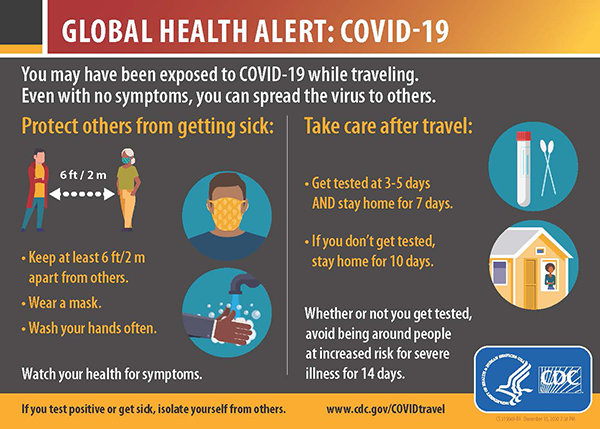 GLOBAL HEALTH ALERT: COVID-19
You may have been exposed to COVID-19 while traveling.
Even with no symptoms, you can spread the virus to others.
Protect others from getting sick:
6 ft / 2 m
• Keep at least 6 ft/2 m
apart from others.
• Wear a mask.
• Wash your hands often.
Watch your health for symptoms.
Take care after travel:
• Get tested at 3-5 days
AND stay home for 7 days.
• If you don't get tested,
stay home for 10 days.
Whether or not you get tested,
avoid being around people
at increased risk for severe
illness for 14 days.
CDC
If you test positive or get sick, isolate yourself from others.
www.cdc.gov/COVIDtravel